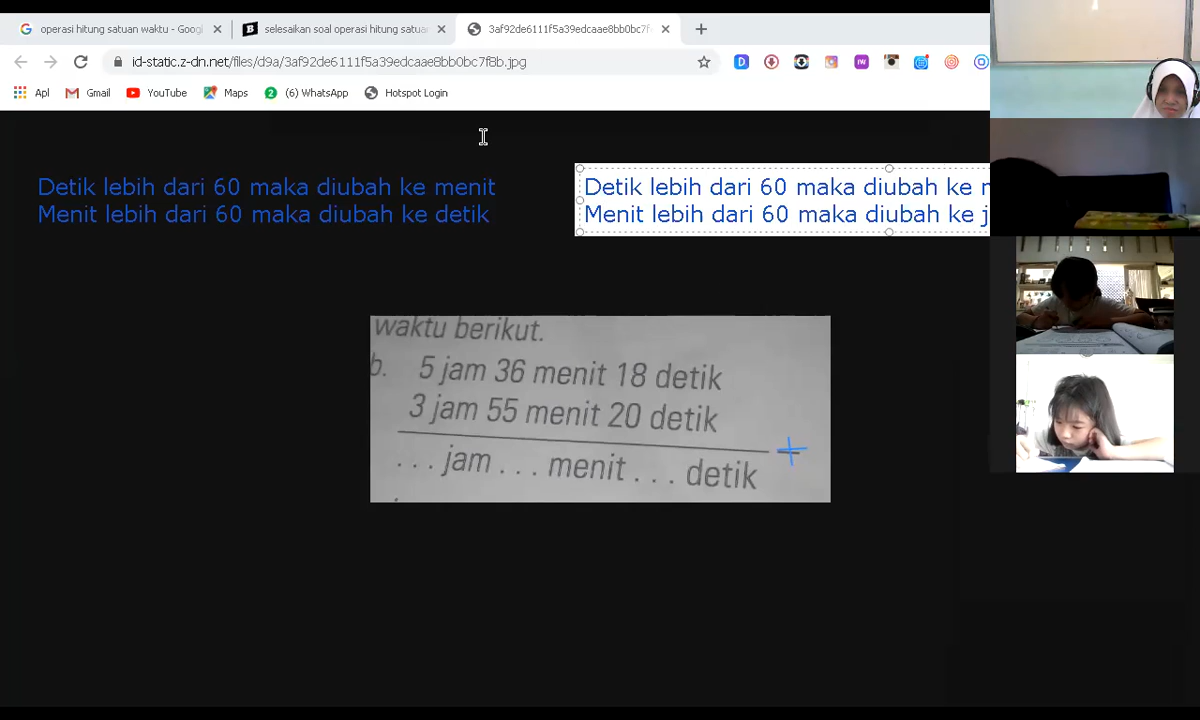 operasi hitung satuan waktu - Googl
selesaikan soal operasi hitung satua
3af92de6111f5a39edcaae8bb0bc7f
id-static.z-dn.net/files/d9a/3af92de6111f5a39edcaae8bb0bc7f8b.jpg
Apl
Gmail
YouTube
Maps
2
(6) WhatsApp
Hotspot Login
Detik lebih dari 60 maka diubah ke menit
Menit lebih dari 60 maka diubah ke detik
Detik lebih dari 60 maka diubah ke m
Menit lebih dari 60 maka diubah ke j
waktu berikut.
b. 5 jam 36 menit 18 detik
3 jam 55 menit 20 detik
+
. . . jam . . . menit . . . detik